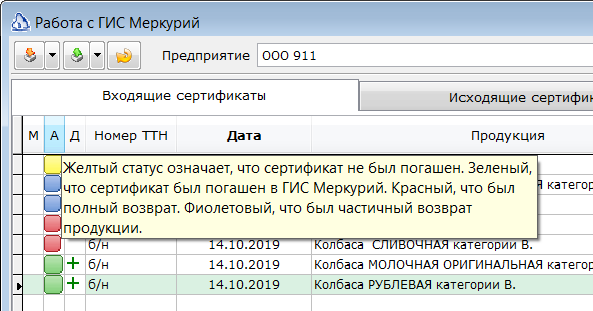 Работа с ГИС Меркурий
Предприятие ООО 911
Входящие сертификаты Исходящие сертифи
М А Д Номер ТТН Дата Продукция
Желтый статус означает, что сертификат не был погашен. Зеленый,
что сертификат был погашен в ГИС Меркурий. Красный, что был
полный возврат. Фиолетовый, что был частичный возврат
продукции.
категор
б/н 14.10.2019 Колбаса СЛИВОЧНАЯ категории В.
б/н 14.10.2019 Колбаса МОЛОЧНАЯ ОРИГИНАЛЬНАЯ категор
б/н 14.10.2019 Колбаса РУБЛЕВАЯ категории В.